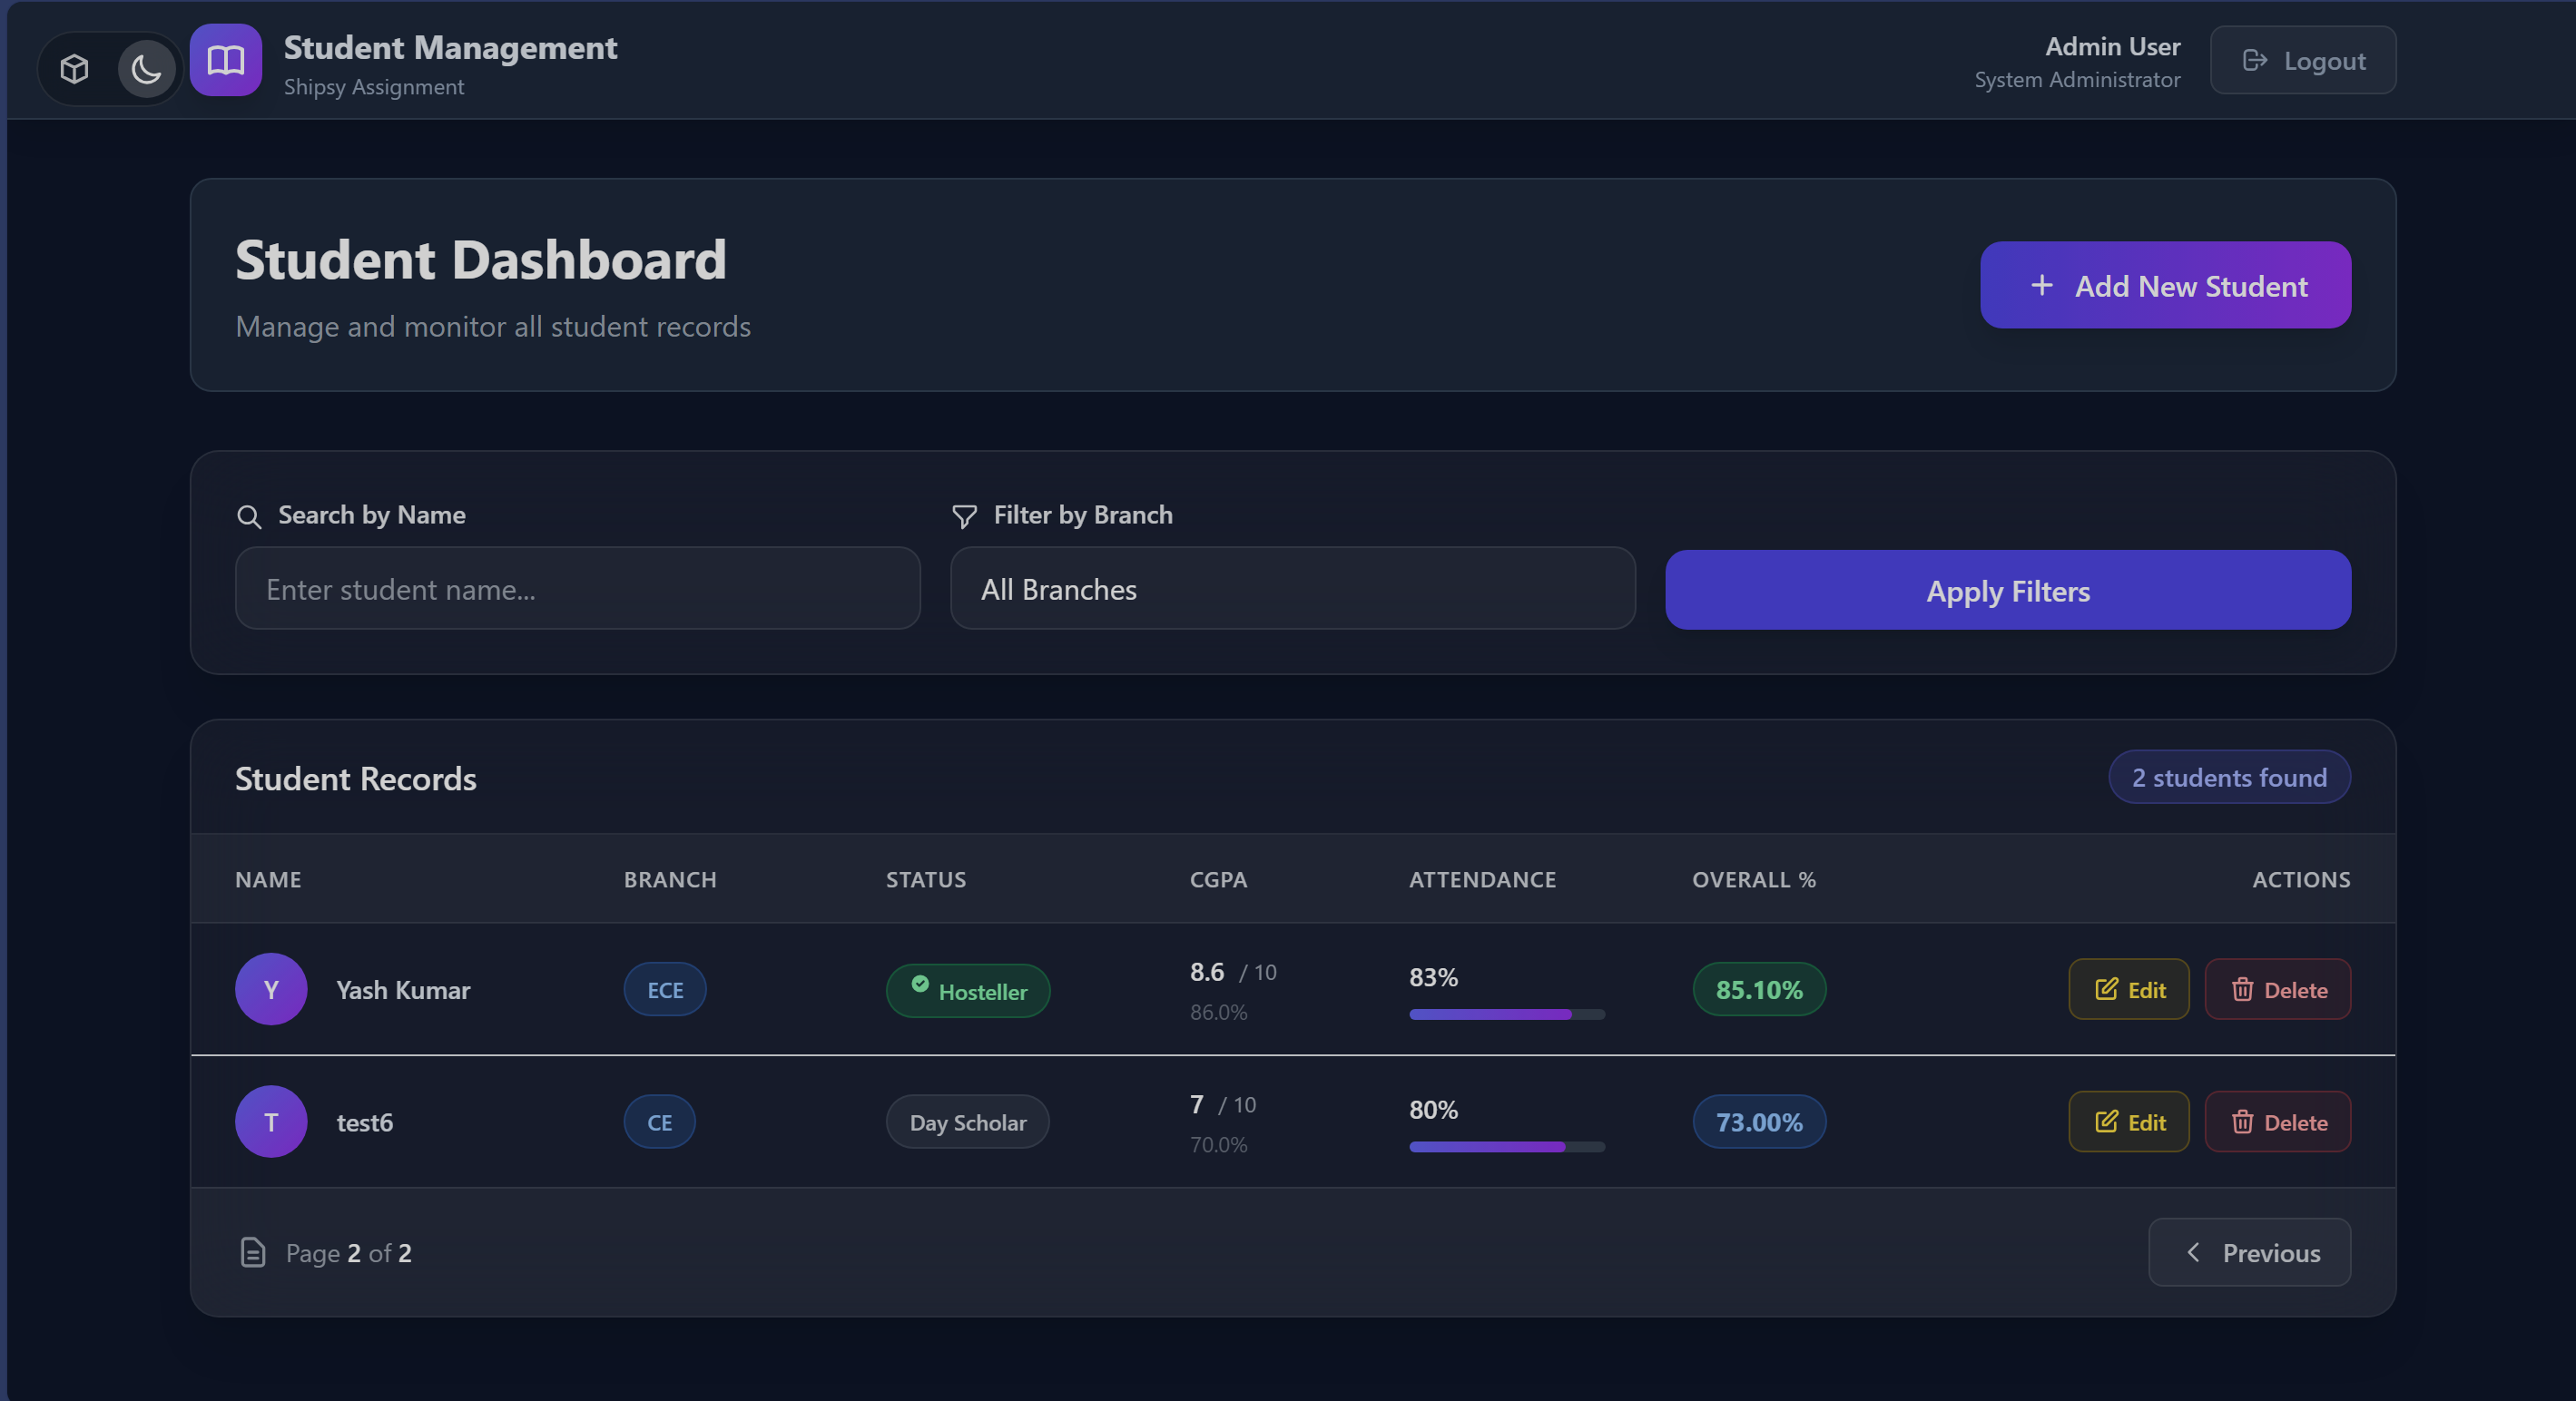 Student Management
Shipsy Assignment
Admin User
System Administrator
Logout
Student Dashboard
Manage and monitor all student records
+ Add New Student
Search by Name
Filter by Branch
Enter student name...
All Branches
Apply Filters
Student Records
2 students found
NAME BRANCH STATUS CGPA ATTENDANCE OVERALL % ACTIONS
Y Yash Kumar ECE Hosteller 8.6 / 10 83% 85.10% Edit Delete
86.0%
T test6 CE Day Scholar 7 / 10 80% 73.00% Edit Delete
70.0%
Page 2 of 2
Previous